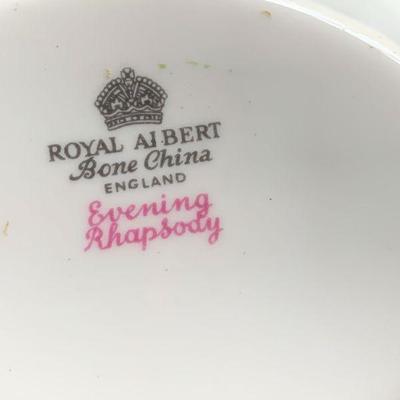 ROYAL ALBERT
Bone China
ENGLAND
Evening
Rhapsody